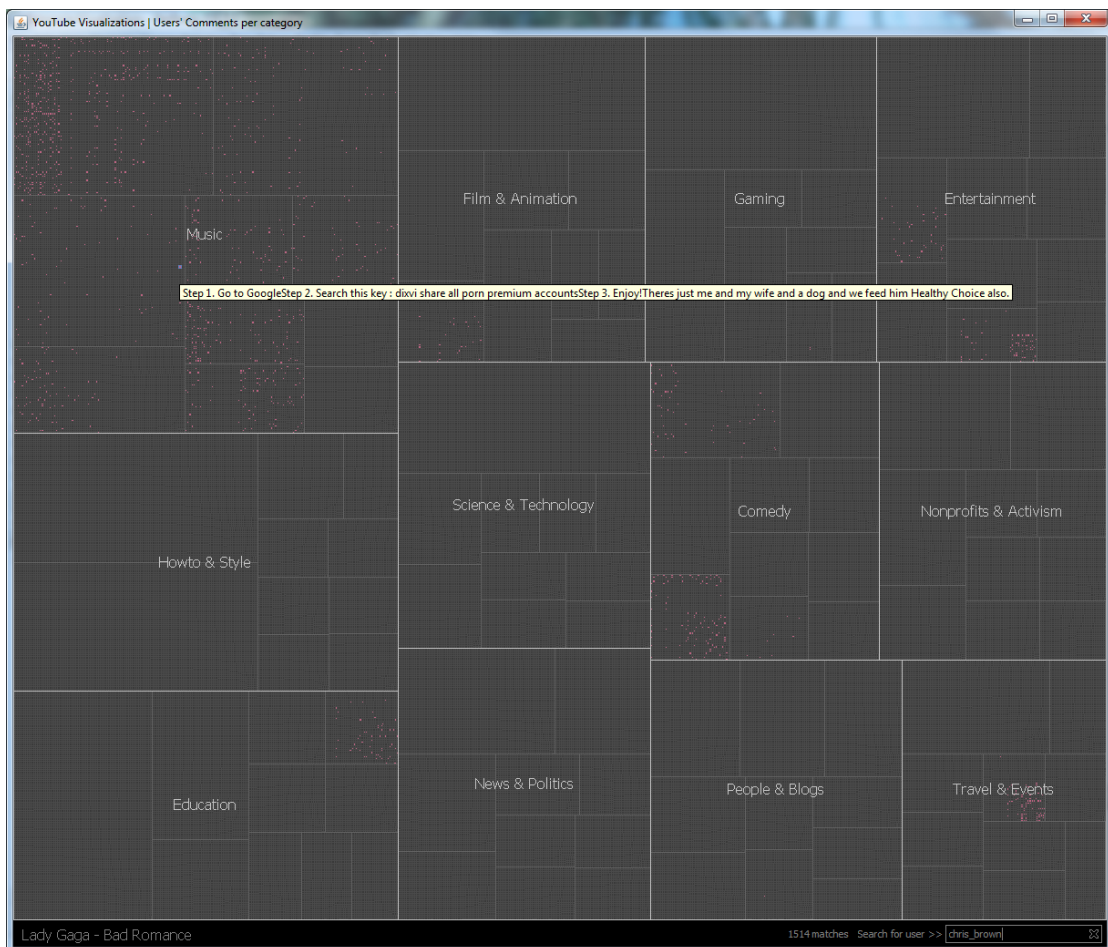 YouTube Visualizations | Users' Comments per category
Film & Animation
Gaming
Entertainment
Music
Step 1. Go to GoogleStep 2. Search this key : dixvi share all porn premium accountsStep 3. Enjoy!Theres just me and my wife and a dog and we feed him Healthy Choice also.
Science & Technology
Comedy
Nonprofits & Activism
Howto & Style
News & Politics
People & Blogs
Travel & Events
Education
Lady Gaga - Bad Romance
1514 matches Search for user >> chris_brown